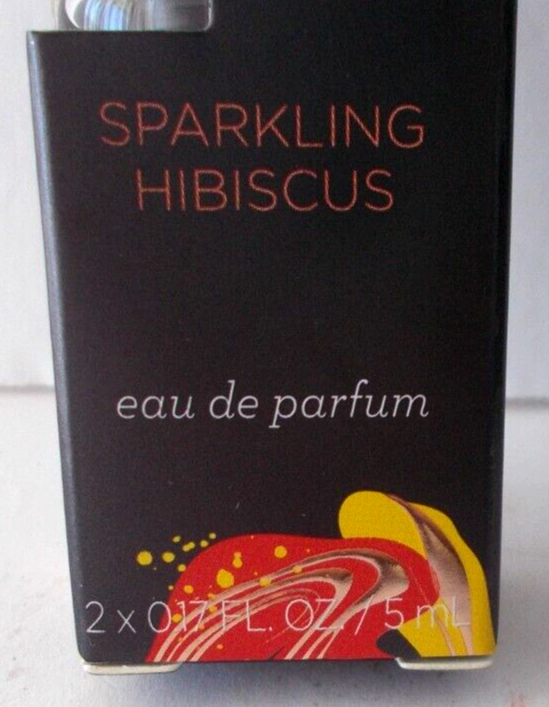 SPARKLING
HIBISCUS
eau de parfum
2 x 0.17 FL. OZ. / 5 mL